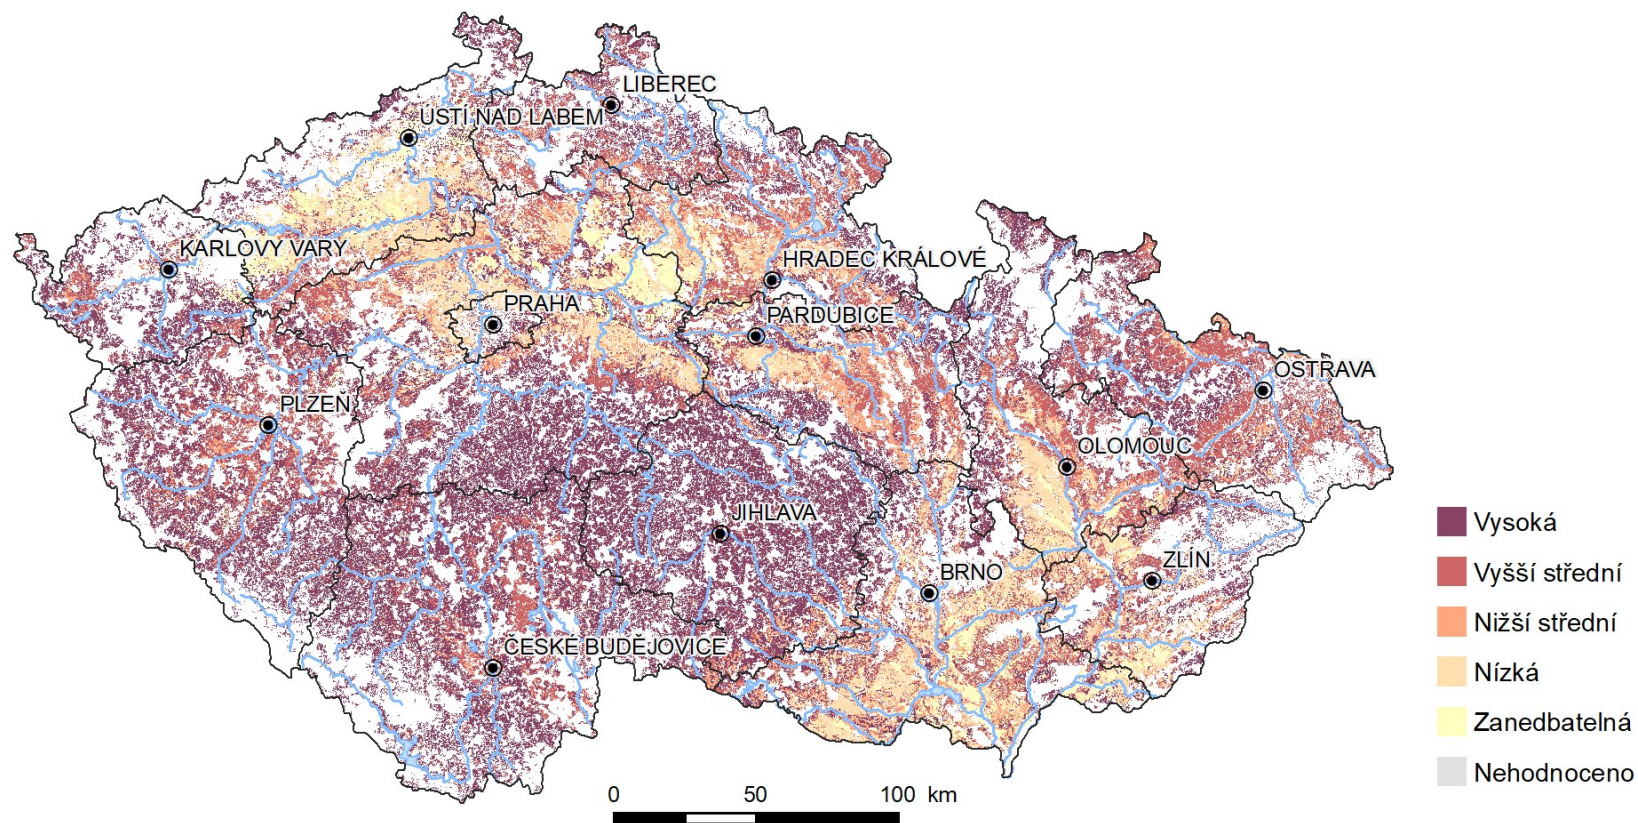 LIBEREC
ÚSTÍ NAD LABEM
KARLOVY VARY
HRADEC KRÁLOVÉ
PRAHA
PARDUBICE
OSTRAVA
PLZEŇ
OLOMOUC
JIHLAVA
ZLÍN
BRNO
ČESKÉ BUDĚJOVICE
Vysoká
Vyšší střední
Nižší střední
Nízká
Zanedbatelná
Nehodnoceno
0 50 100 km